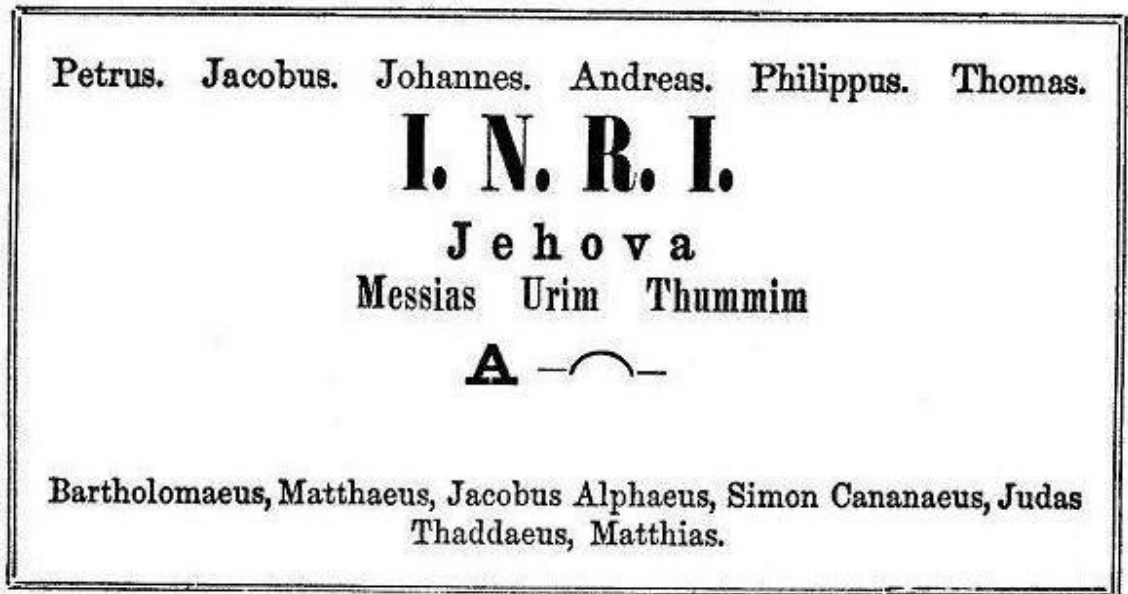 Petrus. Jacobus. Johannes. Andreas. Philippus. Thomas.
I. N. R. I.
Jehova
Messias Urim Thummim
A
Bartholomaeus, Matthaeus, Jacobus Alphaeus, Simon Cananaeus, Judas
Thaddaeus, Matthias.